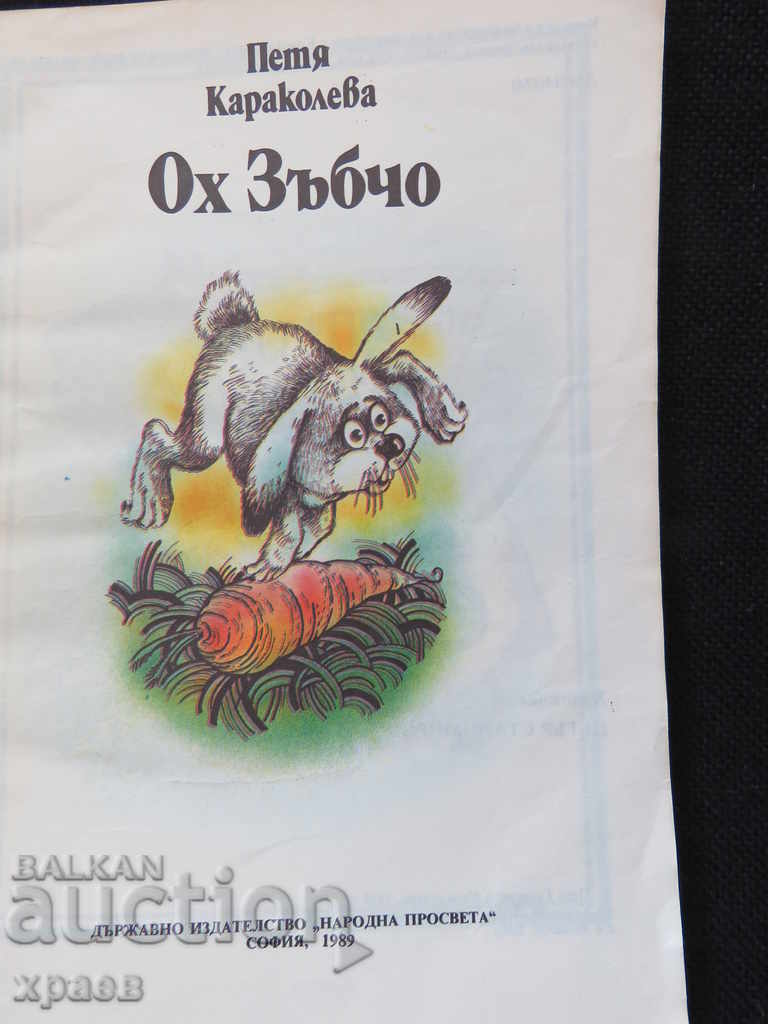 Петя
Караколева
Ох Зъбчо
BALKAN
auction
ДЪРЖАВНО ИЗДАТЕЛСТВО „НАРОДНА ПРОСВЕТА“
СОФИЯ, 1989
храев